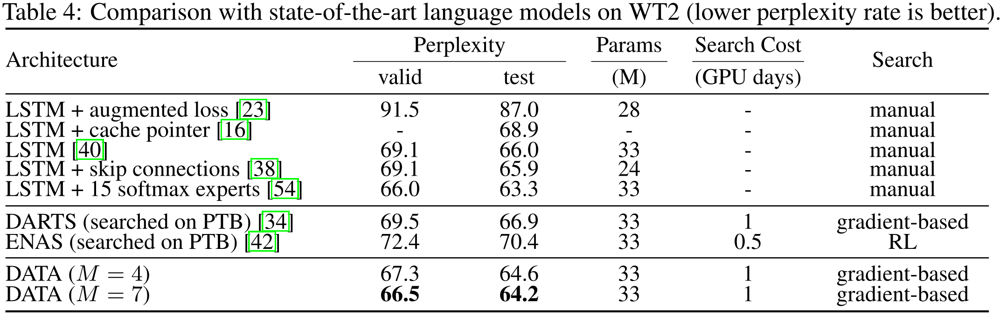 Table 4: Comparison with state-of-the-art language models on WT2 (lower perplexity rate is better).
Architecture Perplexity Params Search Cost Search
valid test (M) (GPU days)
LSTM + augmented loss [23] 91.5 87.0 28 - manual
LSTM + cache pointer [16] - 68.9 - - manual
LSTM [40] 69.1 66.0 33 - manual
LSTM + skip connections [38] 69.1 65.9 24 - manual
LSTM + 15 softmax experts [54] 66.0 63.3 33 - manual
DARTS (searched on PTB) [34] 69.5 66.9 33 1 gradient-based
ENAS (searched on PTB) [42] 72.4 70.4 33 0.5 RL
DATA (M = 4) 67.3 64.6 33 1 gradient-based
DATA (M = 7) 66.5 64.2 33 1 gradient-based